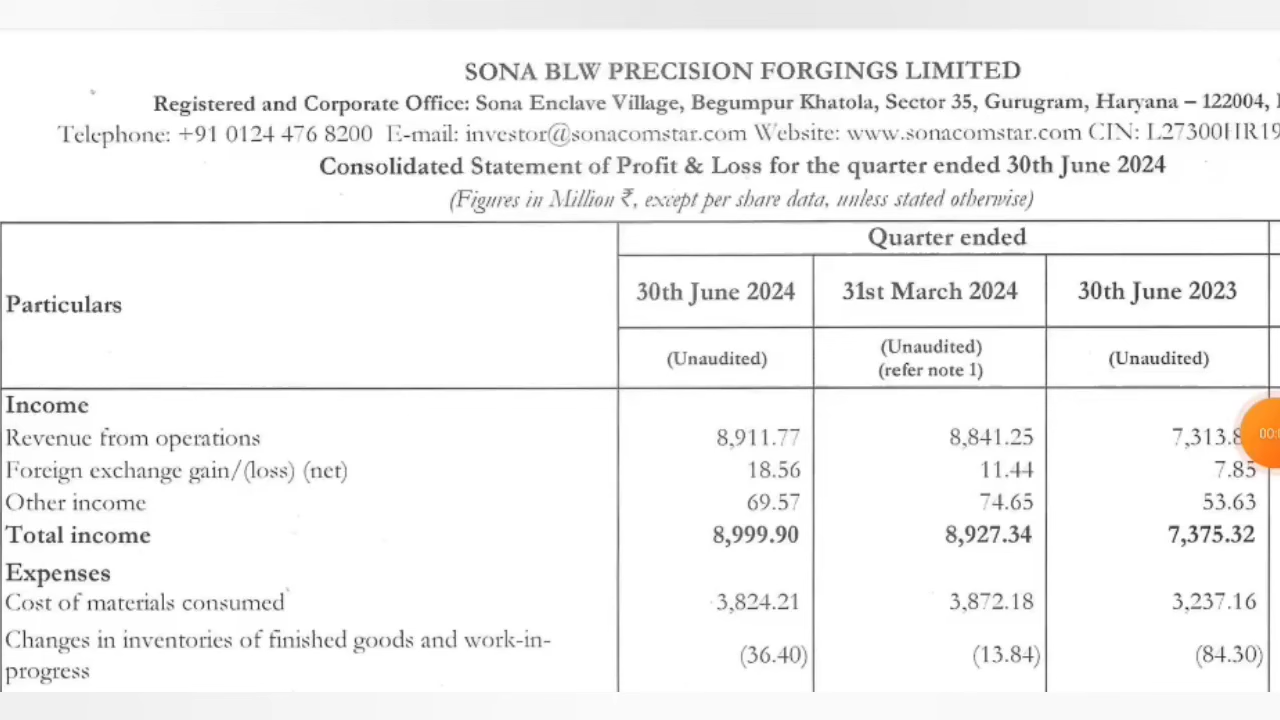 SONA BLW PRECISION FORGINGS LIMITED
Registered and Corporate Office: Sona Enclave Village, Begumpur Khatola, Sector 35, Gurugram, Haryana – 122004,
Telephone: +91 0124 476 8200 E-mail: investor@sonacomstar.com Website: www.sonacomstar.com CIN: L27300HR19
Consolidated Statement of Profit & Loss for the quarter ended 30th June 2024
(Figures in Million ₹, except per share data, unless stated otherwise)
Quarter ended
Particulars 30th June 2024 31st March 2024 30th June 2023
(Unaudited) (Unaudited) (refer note 1) (Unaudited)
Income
Revenue from operations 8,911.77 8,841.25 7,313.8
Foreign exchange gain/(loss) (net) 18.56 11.44 7.85
Other income 69.57 74.65 53.63
Total income 8,999.90 8,927.34 7,375.32
Expenses
Cost of materials consumed 3,824.21 3,872.18 3,237.16
Changes in inventories of finished goods and work-in-
progress (36.40) (13.84) (84.30)